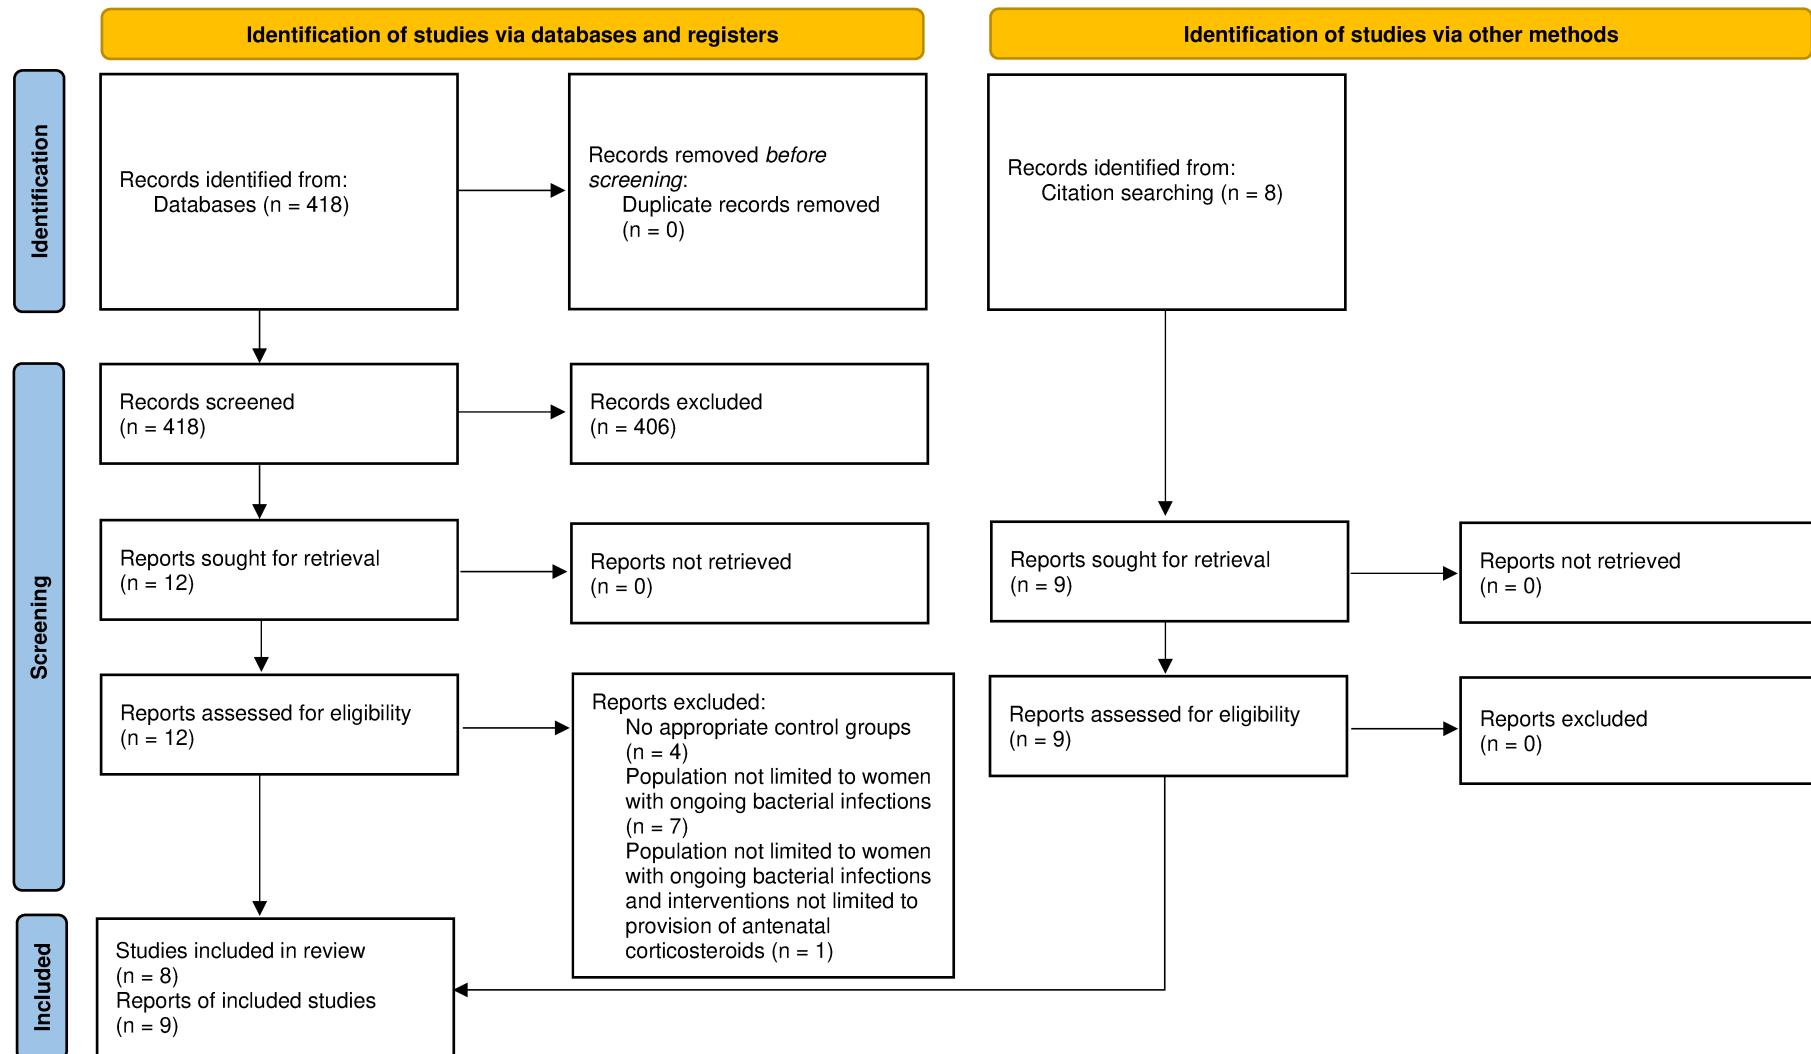 Identification of studies via databases and registers
Identification of studies via other methods
Identification
Records identified from:
Databases (n = 418)
Records removed before
screening:
Duplicate records removed
(n = 0)
Records identified from:
Citation searching (n = 8)
Screening
Records screened
(n = 418)
Records excluded
(n = 406)
Reports sought for retrieval
(n = 12)
Reports not retrieved
(n = 0)
Reports sought for retrieval
(n = 9)
Reports not retrieved
(n = 0)
Reports assessed for eligibility
(n = 12)
Reports excluded:
No appropriate control groups
(n = 4)
Population not limited to women
with ongoing bacterial infections
(n = 7)
Population not limited to women
with ongoing bacterial infections
and interventions not limited to
provision of antenatal
corticosteroids (n = 1)
Reports assessed for eligibility
(n = 9)
Reports excluded
(n = 0)
Included
Studies included in review
(n = 8)
Reports of included studies
(n = 9)